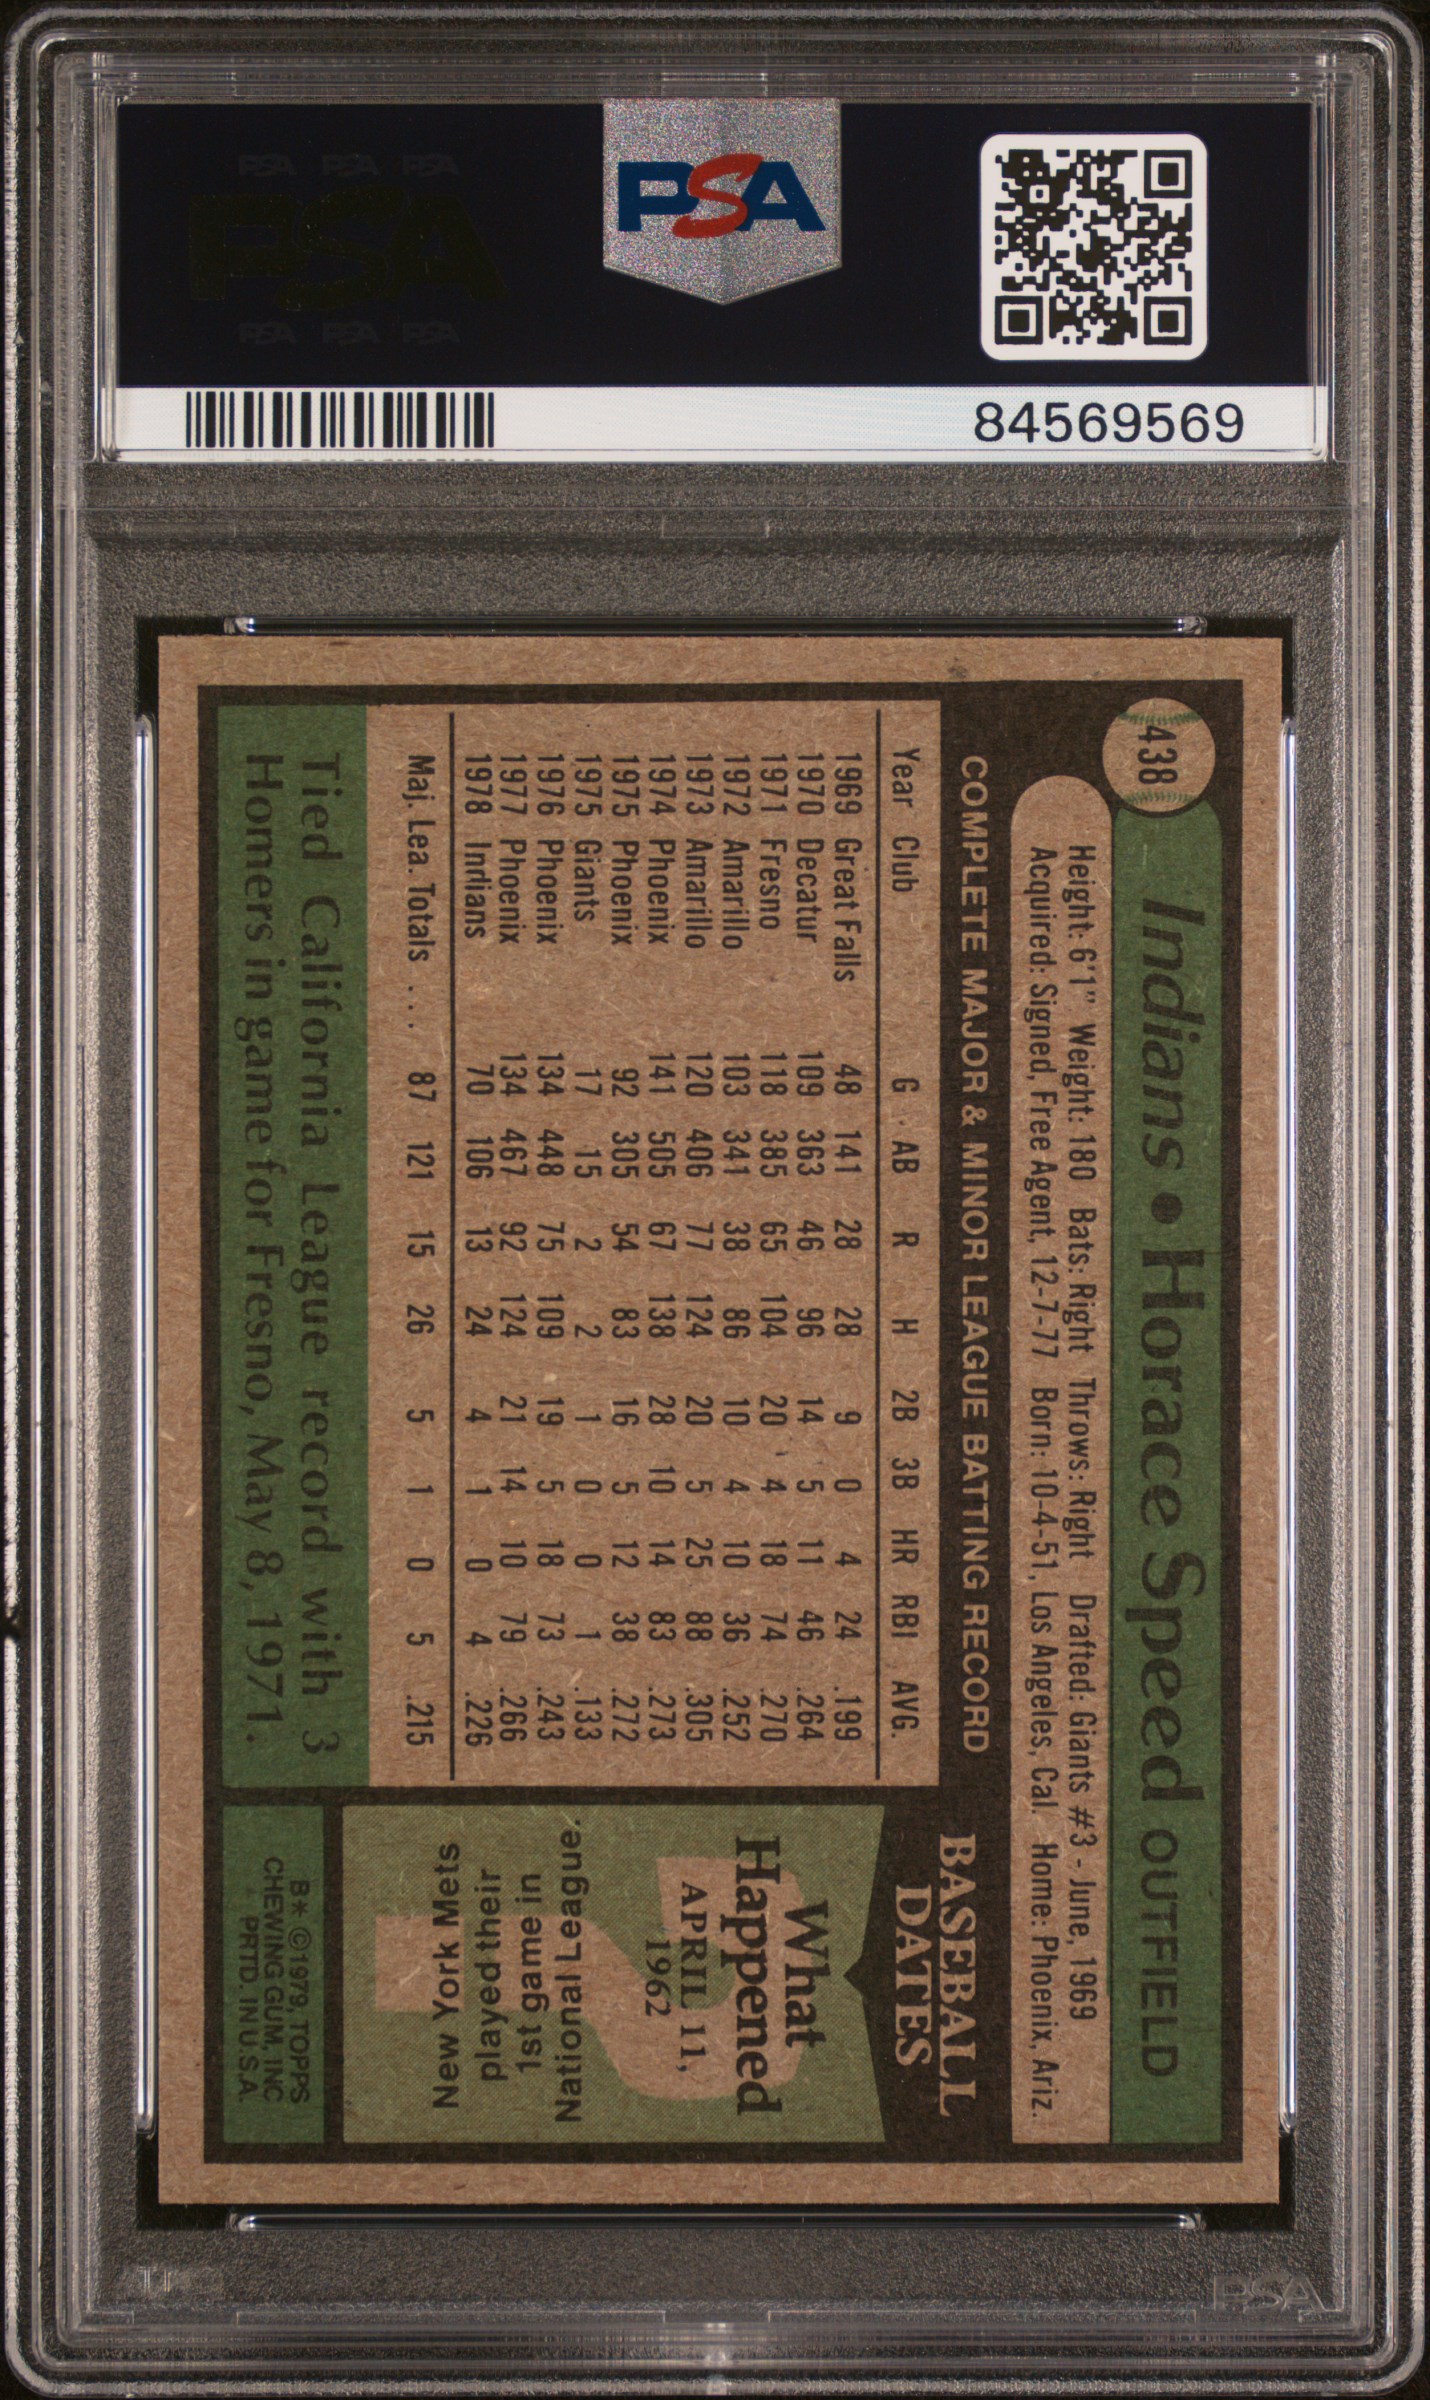 PSA PSA PSA
PSA
PSA PSA PSA
PSA
84569569
438
Indians • Horace Speed OUTFIELD
Height: 6'1" Weight: 180 Bats: Right Throws: Right Drafted: Giants #3 - June, 1969
Acquired: Signed, Free Agent, 12-7-77 Born: 10-4-51, Los Angeles, Cal. Home: Phoenix, Ariz.
COMPLETE MAJOR & MINOR LEAGUE BATTING RECORD
Year Club G AB R H 2B 3B HR RBI AVG.
1969 Great Falls 48 141 28 28 9 0 4 24 .199
1970 Decatur 109 363 46 96 14 5 11 46 .264
1971 Fresno 118 385 65 104 20 4 18 74 .270
1972 Amarillo 103 341 38 86 10 4 10 36 .252
1973 Amarillo 120 406 77 124 20 5 25 88 .305
1974 Phoenix 141 505 67 138 28 10 14 83 .273
1975 Phoenix 92 305 54 83 16 5 12 38 .272
1975 Giants 17 15 2 2 1 0 0 1 .133
1976 Phoenix 134 448 75 109 19 5 18 73 .243
1977 Phoenix 134 467 92 124 21 14 10 79 .266
1978 Indians 70 106 13 24 4 1 0 4 .226
Maj. Lea. Totals . . . 87 121 15 26 5 1 0 5 .215
Tied California League record with 3
Homers in game for Fresno, May 8, 1971.
BASEBALL
DATES
What
Happened
APRIL 11,
1962
New York Mets
played their
1st game in
National League.
B* ©1979, TOPPS
CHEWING GUM, INC
PRTD. IN U.S.A.
PSA